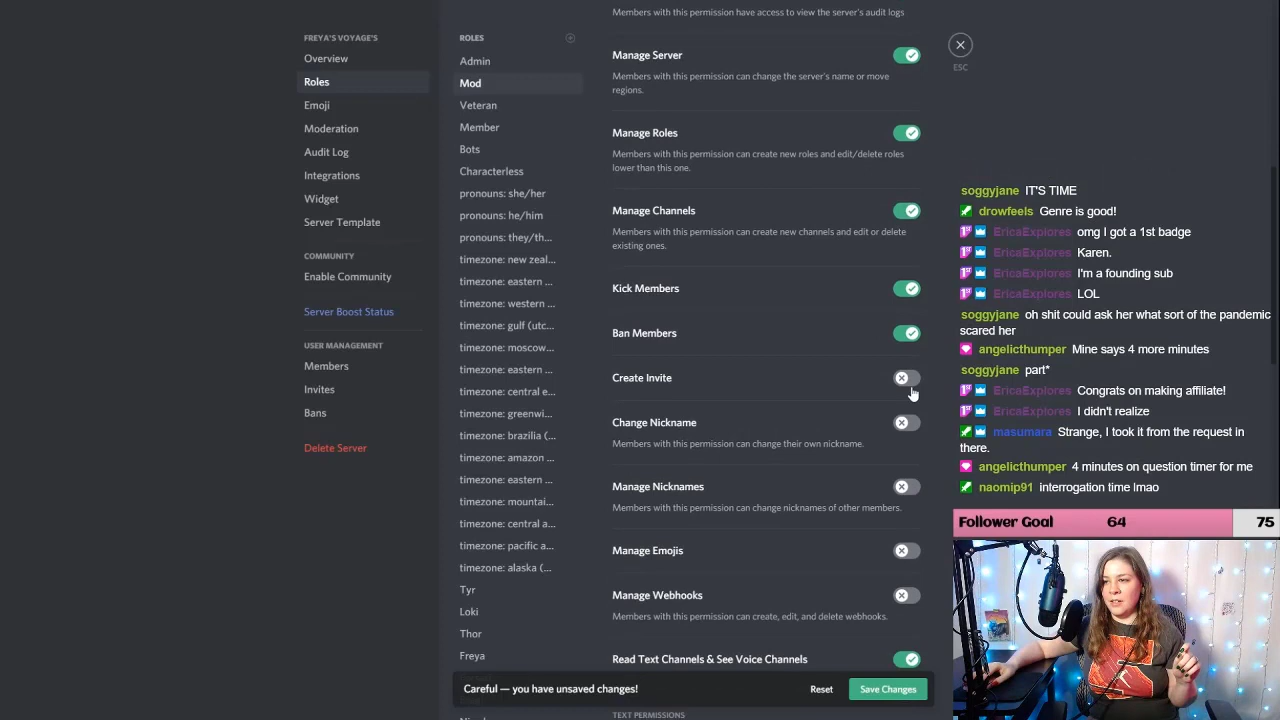 FREYA'S VOYAGE'S
Overview
Roles
Emoji
Moderation
Audit Log
Integrations
Widget
Server Template
COMMUNITY
Enable Community
Server Boost Status
USER MANAGEMENT
Members
Invites
Bans
Delete Server
ROLES
Admin
Mod
Veteran
Member
Bots
Characterless
pronouns: she/her
pronouns: he/him
pronouns: they/th...
timezone: new zeal...
timezone: eastern ...
timezone: western ...
timezone: gulf (utc...
timezone: moscow...
timezone: eastern ...
timezone: central e...
timezone: greenwi...
timezone: brazilia (...
timezone: amazon ...
timezone: eastern ...
timezone: mountai...
timezone: central a...
timezone: pacific a...
timezone: alaska (...
Tyr
Loki
Thor
Freya
Members with this permission have access to view the server's audit logs
Manage Server
Members with this permission can change the server's name or move
regions.
Manage Roles
Members with this permission can create new roles and edit/delete roles
lower than this one.
Manage Channels
Members with this permission can create new channels and edit or delete
existing ones.
Kick Members
Ban Members
Create Invite
Change Nickname
Members with this permission can change their own nickname.
Manage Nicknames
Members with this permission can change nicknames of other members.
Manage Emojis
Manage Webhooks
Members with this permission can create, edit, and delete webhooks.
Read Text Channels & See Voice Channels
Careful — you have unsaved changes!
Reset
Save Changes
TEXT PERMISSIONS
ESC
soggyjane IT'S TIME
drowfeels Genre is good!
EricaExplores omg I got a 1st badge
EricaExplores Karen.
EricaExplores I'm a founding sub
EricaExplores LOL
soggyjane oh shit could ask her what sort of the pandemic
scared her
angelicthumper Mine says 4 more minutes
soggyjane part*
EricaExplores Congrats on making affiliate!
EricaExplores I didn't realize
masumara Strange, I took it from the request in
there.
angelicthumper 4 minutes on question timer for me
naomip91 interrogation time lmao
Follower Goal 64 75